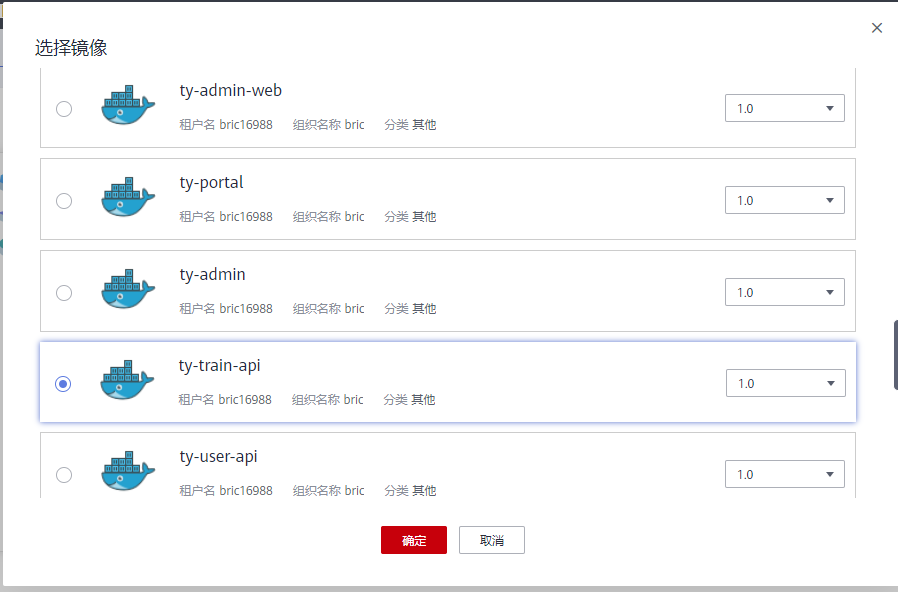 选择镜像
ty-admin-web
1.0
租户名 bric16988 组织名称 bric 分类 其他
ty-portal
1.0
租户名 bric16988 组织名称 bric 分类 其他
ty-admin
1.0
租户名 bric16988 组织名称 bric 分类 其他
ty-train-api
1.0
租户名 bric16988 组织名称 bric 分类 其他
ty-user-api
1.0
租户名 bric16988 组织名称 bric 分类 其他
确定 取消